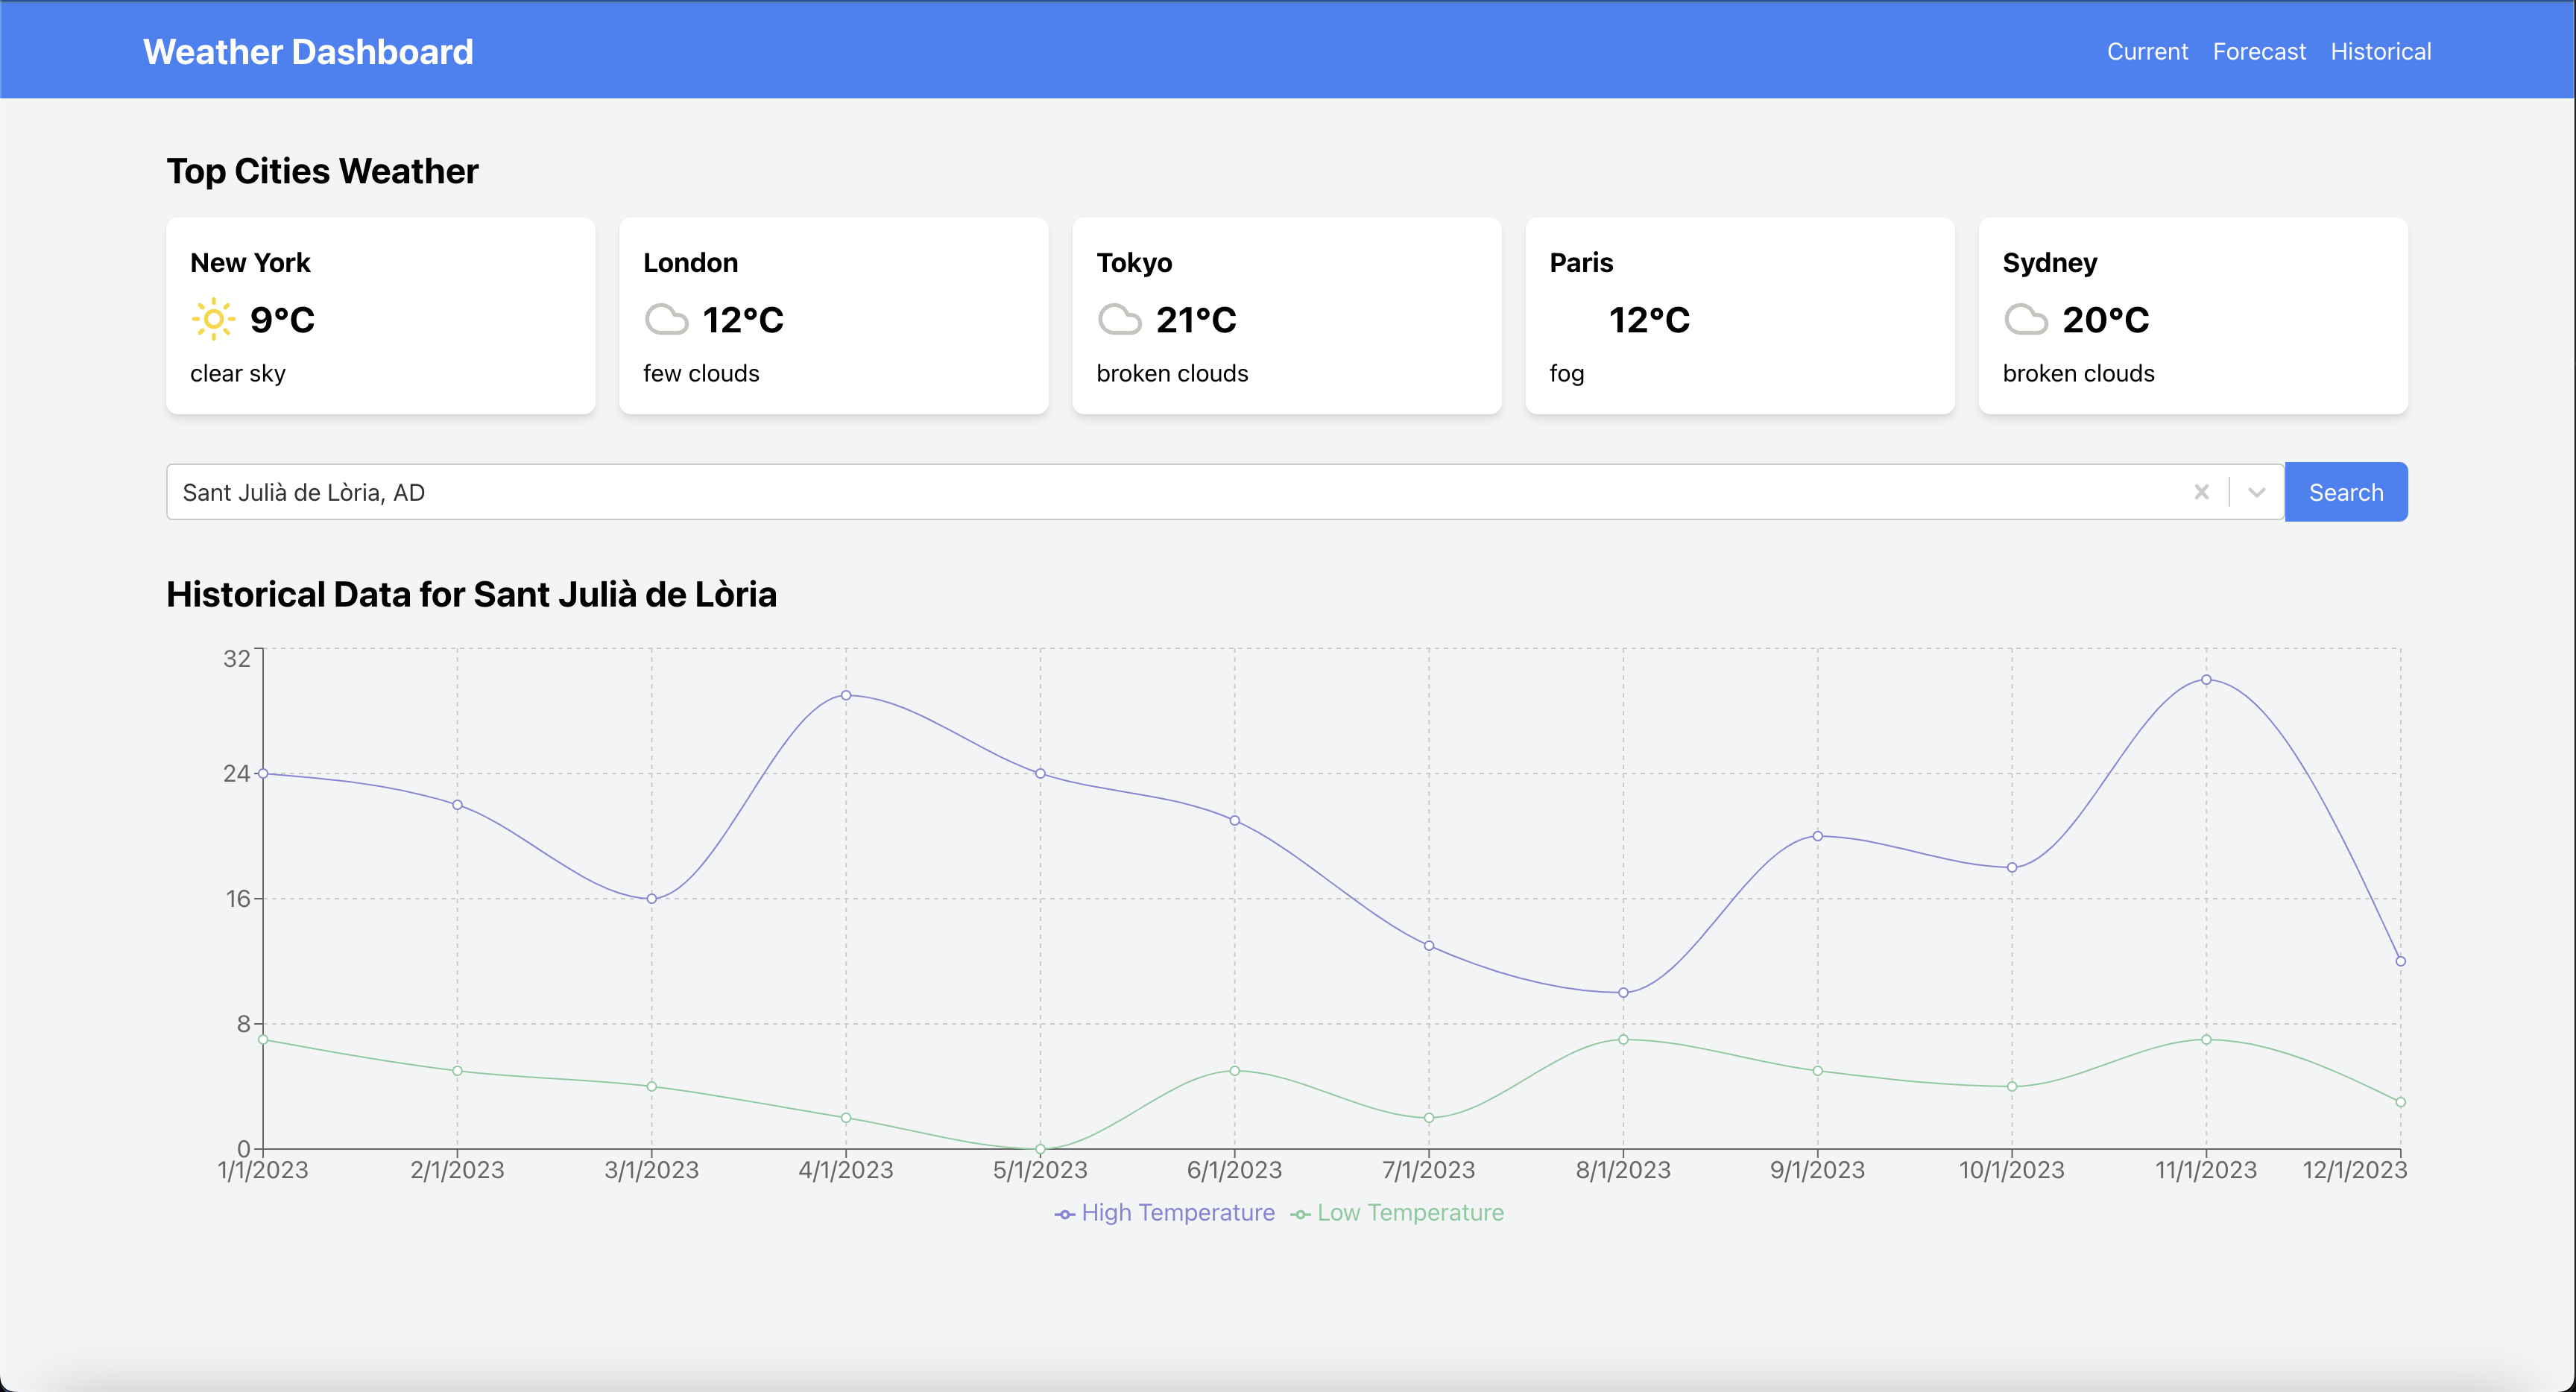 Weather Dashboard
Current Forecast Historical
Top Cities Weather
New York
9°C
clear sky
London
12°C
few clouds
Tokyo
21°C
broken clouds
Paris
12°C
fog
Sydney
20°C
broken clouds
Sant Julià de Lòria, AD
Search
Historical Data for Sant Julià de Lòria
32
24
16
8
0
1/1/2023 2/1/2023 3/1/2023 4/1/2023 5/1/2023 6/1/2023 7/1/2023 8/1/2023 9/1/2023 10/1/2023 11/1/2023 12/1/2023
High Temperature Low Temperature